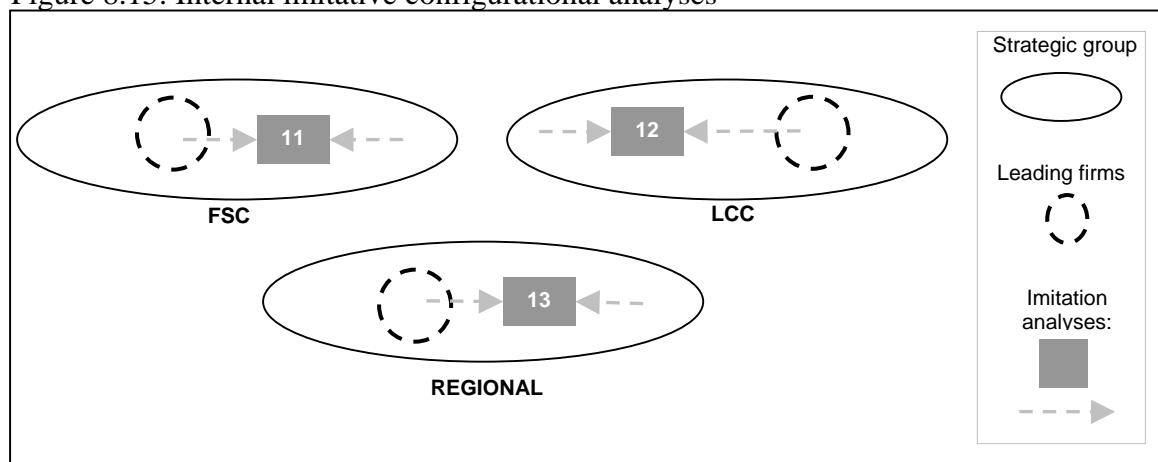 Figure 8.13: Internal imitative configurational analyses
Strategic group
11
12
FSC
LCC
Leading firms
13
REGIONAL
Imitation
analyses: